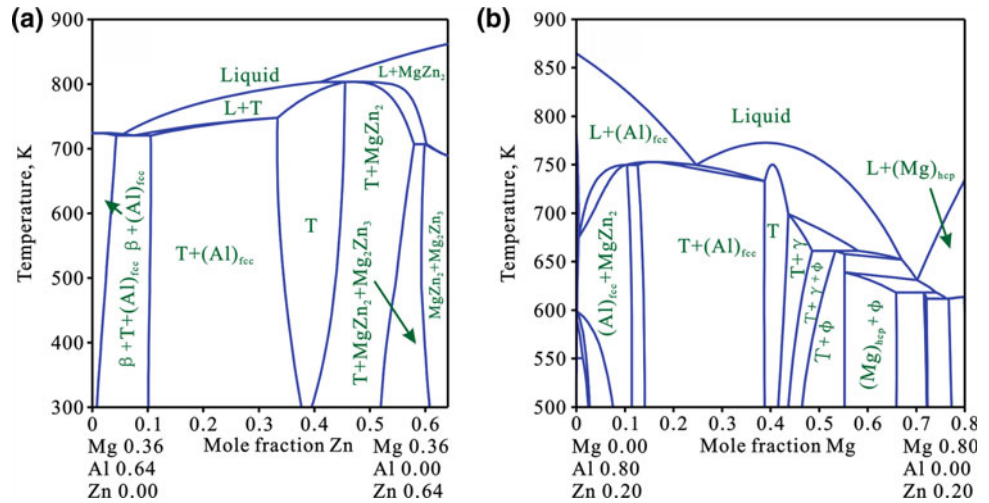 (a)
900
800
700
600
500
400
300
Temperature, K
Liquid
L+MgZn₂
L+T
T+MgZn₂
β+(Al)fcc
β+T+(Al)fcc
T+(Al)fcc
T
T+MgZn₂+Mg₂Zn₃
MgZn₂+Mg₂Zn₃
0 0.1 0.2 0.3 0.4 0.5 0.6
Mg 0.36 Mole fraction Zn Mg 0.36
Al 0.64 Al 0.00
Zn 0.00 Zn 0.64
(b)
900
850
800
750
700
650
600
550
500
Temperature, K
Liquid
L+(Al)fcc
L+(Mg)hcp
(Al)fcc+MgZn₂
T+(Al)fcc
T
T+γ
T+γ+ϕ
T+ϕ
(Mg)hcp+ϕ
0 0.1 0.2 0.3 0.4 0.5 0.6 0.7 0.8
Mg 0.00 Mole fraction Mg Mg 0.80
Al 0.80 Al 0.00
Zn 0.20 Zn 0.20